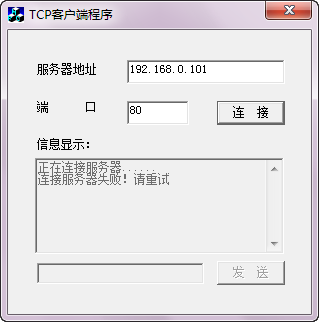 TCP客户端程序
服务器地址 192.168.0.101
端 口 80 连 接
信息显示：
正在连接服务器......
连接服务器失败！请重试
发 送